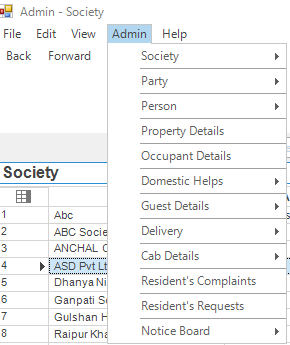 Admin - Society
File Edit View Admin Help
Back Forward
Society
Party
Person
Property Details
Occupant Details
Domestic Helps
Guest Details
Delivery
Cab Details
Resident's Complaints
Resident's Requests
Notice Board
Society
1 Abc
2 ABC Socie
3 ANCHAL C
4 ASD Pvt Lt
5 Dhanya Ni
6 Ganpati So
7 Gulshan H
8 Raipur Kha